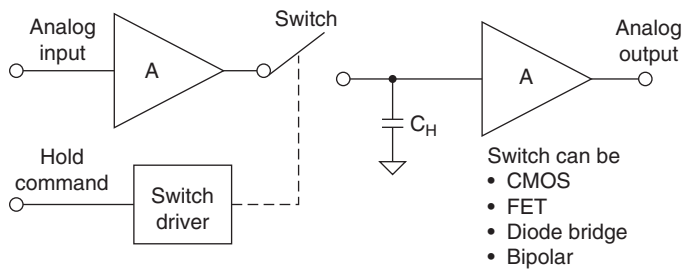 Analog
input
A
Switch
Analog
output
A
C_H
Hold
command
Switch
driver
Switch can be
• CMOS
• FET
• Diode bridge
• Bipolar